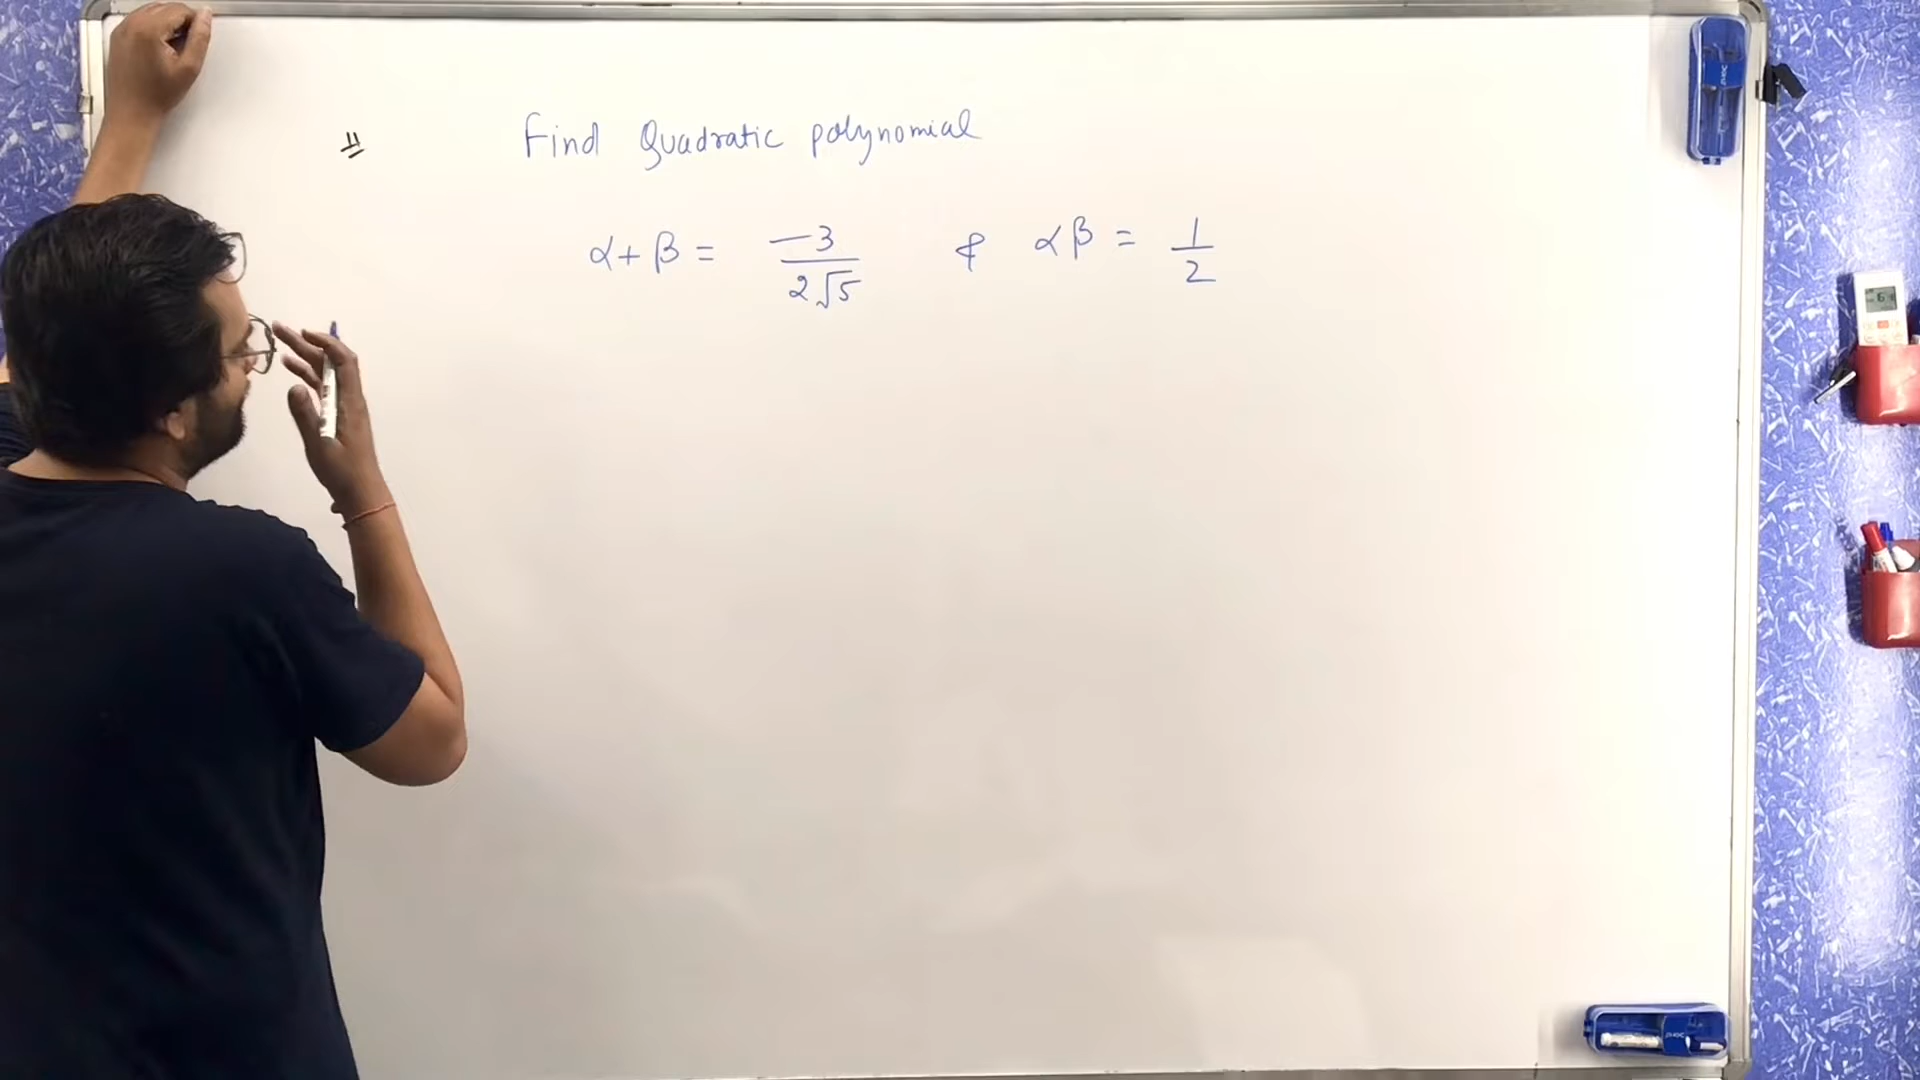 Find Quadratic polynomial
α+β = -3/2√5 & αβ = 1/2